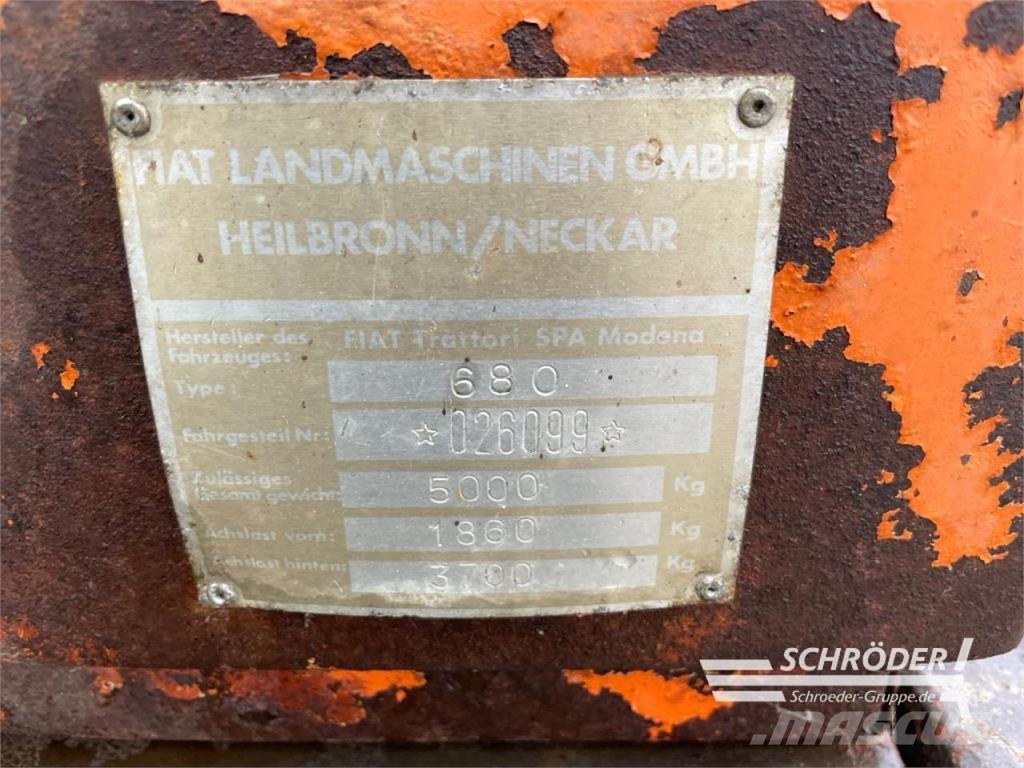 FIAT LANDMASCHINEN GMBH
HEILBRONN/NECKAR
Hersteller des Fahrzeuges: FIAT Trattori SPA Modena
Type: 680
Fahrgestell Nr: ☆026099☆
Zulässiges Gesamtgewicht: 5000 Kg
Achslast vorn: 1860 Kg
Achslast hinten: 3700 Kg
SCHRÖDER
Schroeder-Gruppe.de
mascus